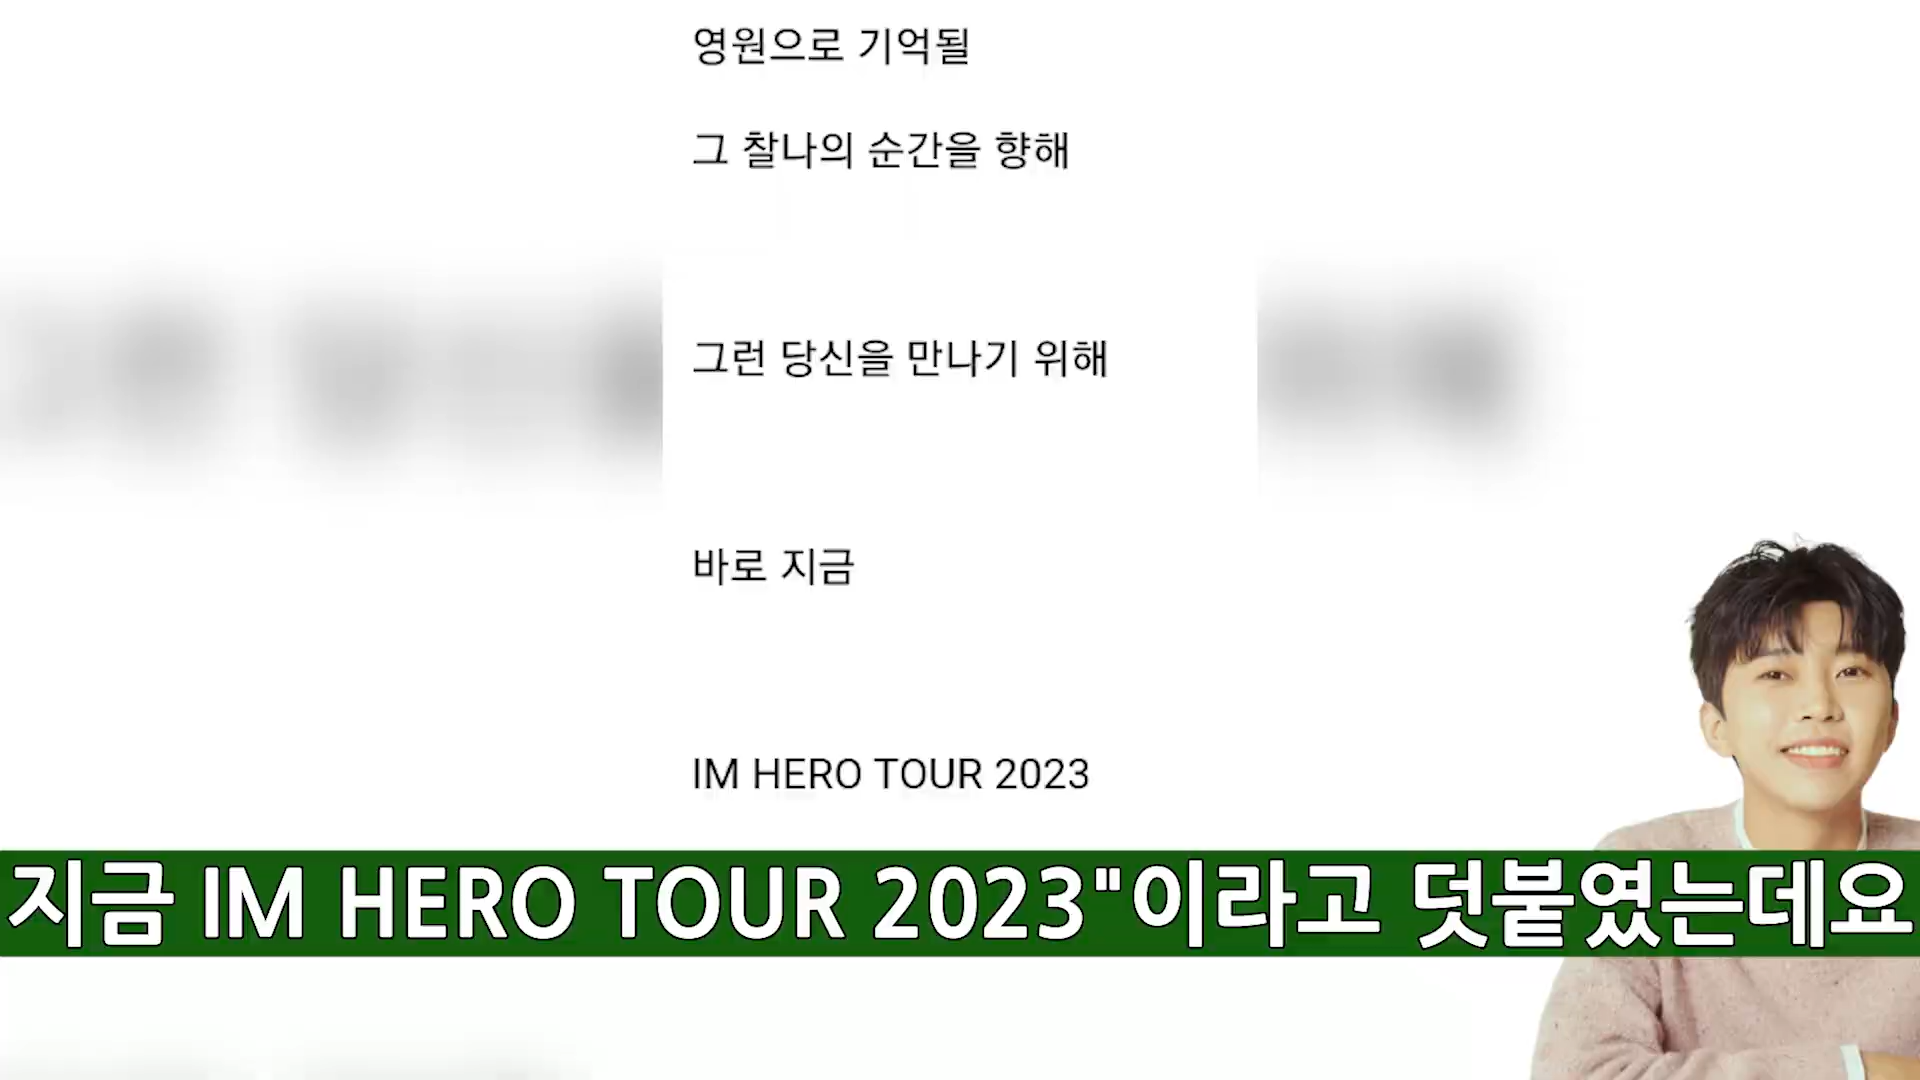 영원으로 기억될
그 찰나의 순간을 향해
그런 당신을 만나기 위해
바로 지금
IM HERO TOUR 2023
지금 IM HERO TOUR 2023"이라고 덧붙였는데요